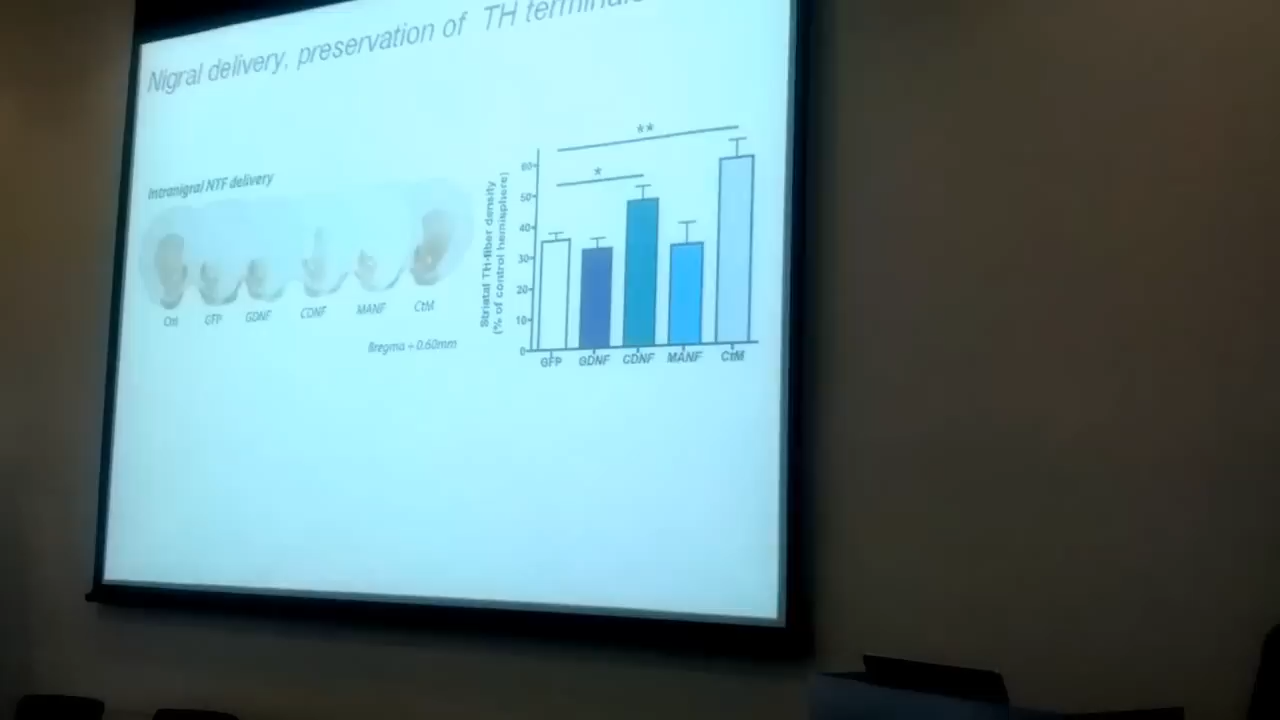 Nigral delivery, preservation of TH terminals
Intranigral NTF delivery
Ctrl GFP GDNF CDNF MANF CtM
Bregma + 0.60mm
Striatal TH-fiber density
(% of control hemisphere)
**
*
60
50
40
30
20
10
0
GFP GDNF CDNF MANF CtM